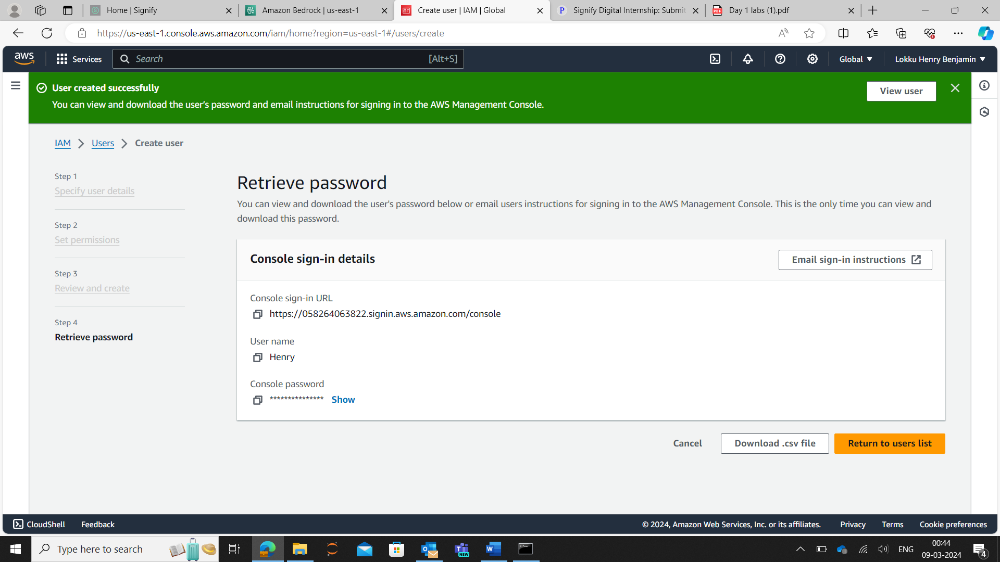 Home | Signify
Amazon Bedrock | us-east-1
Create user | IAM | Global
Signify Digital Internship: Submit
Day 1 labs (1).pdf
https://us-east-1.console.aws.amazon.com/iam/home?region=us-east-1#/users/create
aws
Services
Search
[Alt+S]
Global
Lokku Henry Benjamin
User created successfully
You can view and download the user's password and email instructions for signing in to the AWS Management Console.
View user
IAM
Users
Create user
Step 1
Specify user details
Step 2
Set permissions
Step 3
Review and create
Step 4
Retrieve password
Retrieve password
You can view and download the user's password below or email users instructions for signing in to the AWS Management Console. This is the only time you can view and
download this password.
Console sign-in details
Email sign-in instructions
Console sign-in URL
https://058264063822.signin.aws.amazon.com/console
User name
Henry
Console password
*************** Show
Cancel
Download .csv file
Return to users list
CloudShell
Feedback
© 2024, Amazon Web Services, Inc. or its affiliates.
Privacy
Terms
Cookie preferences
Type here to search
NEW
ENG
00:44
09-03-2024
4